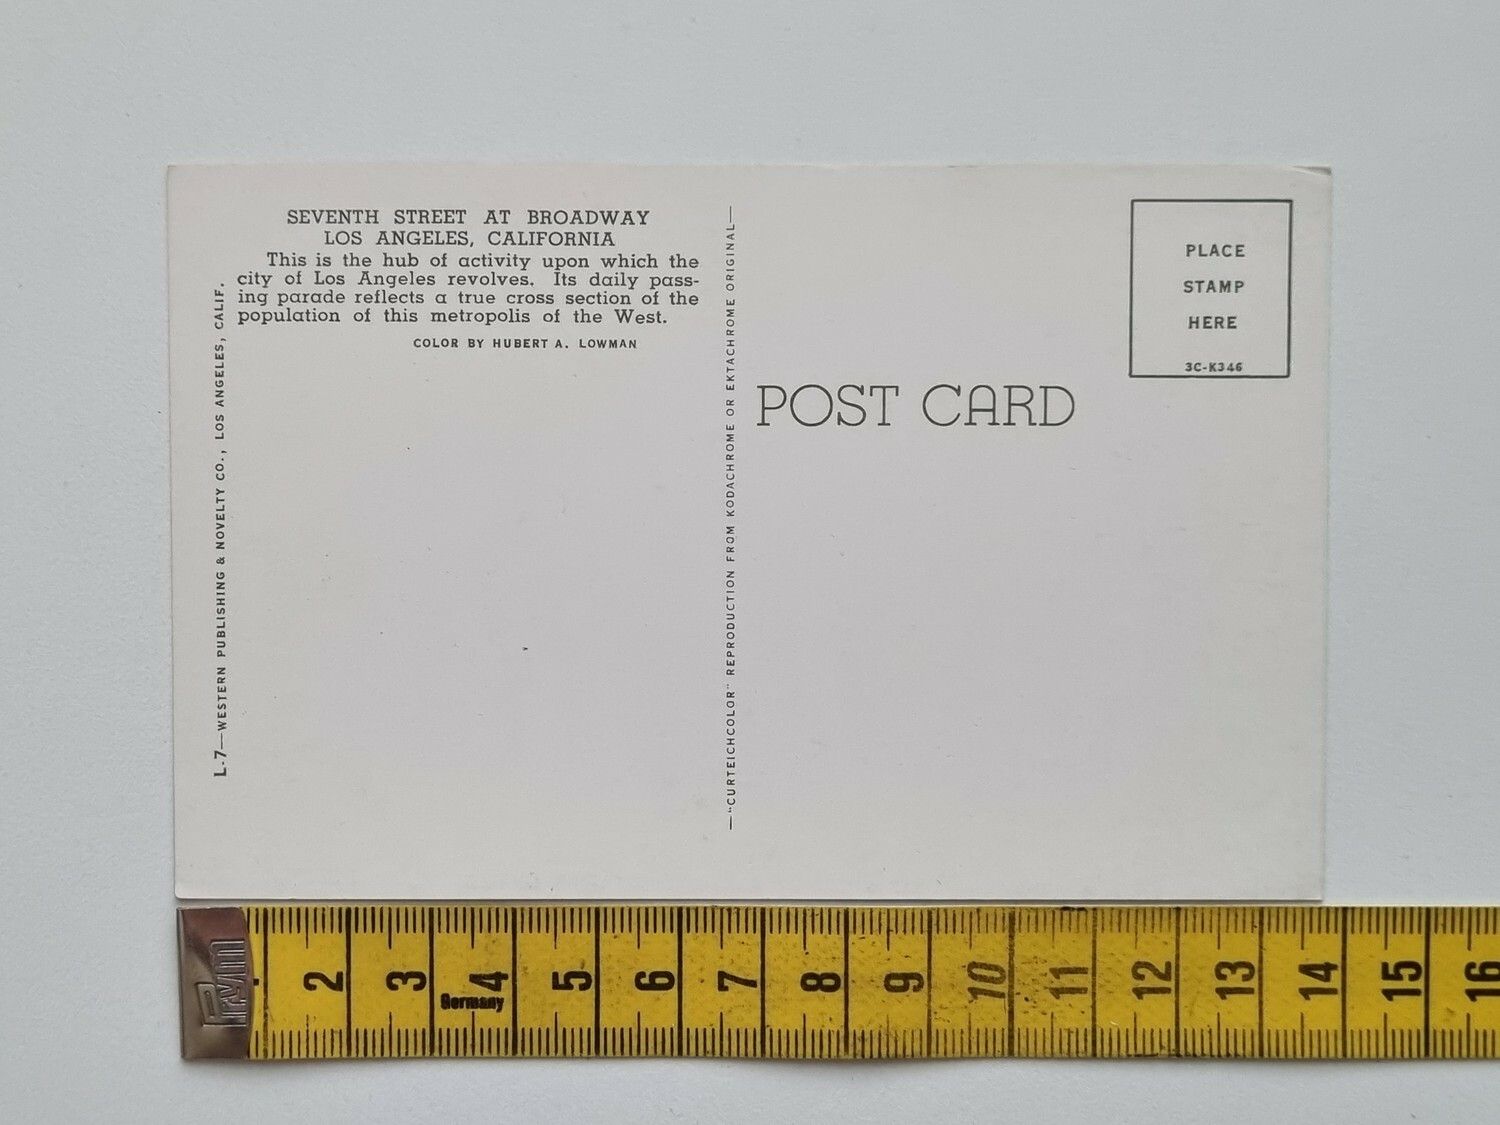 SEVENTH STREET AT BROADWAY
LOS ANGELES, CALIFORNIA
This is the hub of activity upon which the
city of Los Angeles revolves. Its daily pass-
ing parade reflects a true cross section of the
population of this metropolis of the West.
COLOR BY HUBERT A. LOWMAN
L-7—WESTERN PUBLISHING & NOVELTY CO., LOS ANGELES, CALIF.
—"CURTEICHCOLOR" REPRODUCTION FROM KODACHROME OR EKTACHROME ORIGINAL—
POST CARD
PLACE
STAMP
HERE
3C-K346
Prym
2 3 4 5 6 7 8 9 10 11 12 13 14 15 16
Germany